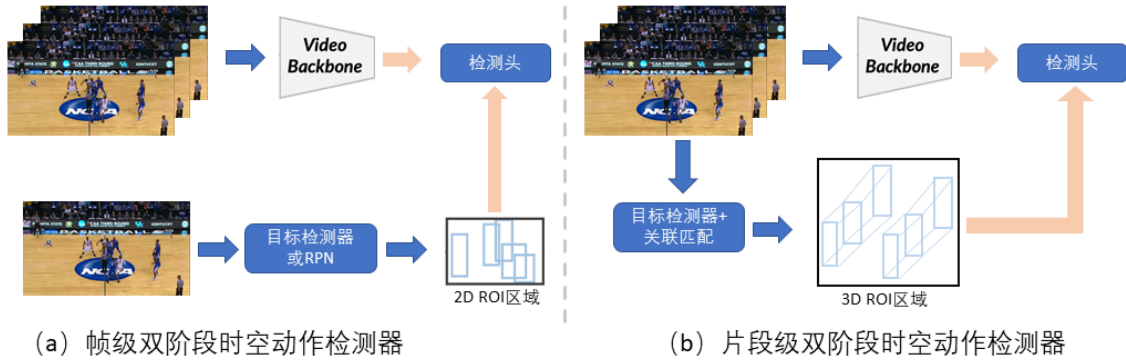 Video
Backbone
检测头
目标检测器
或RPN
2D ROI区域
(a) 帧级双阶段时空动作检测器
Video
Backbone
检测头
目标检测器+
关联匹配
3D ROI区域
(b) 片段级双阶段时空动作检测器
BASKETBALL
KENTUCKY
NCAA